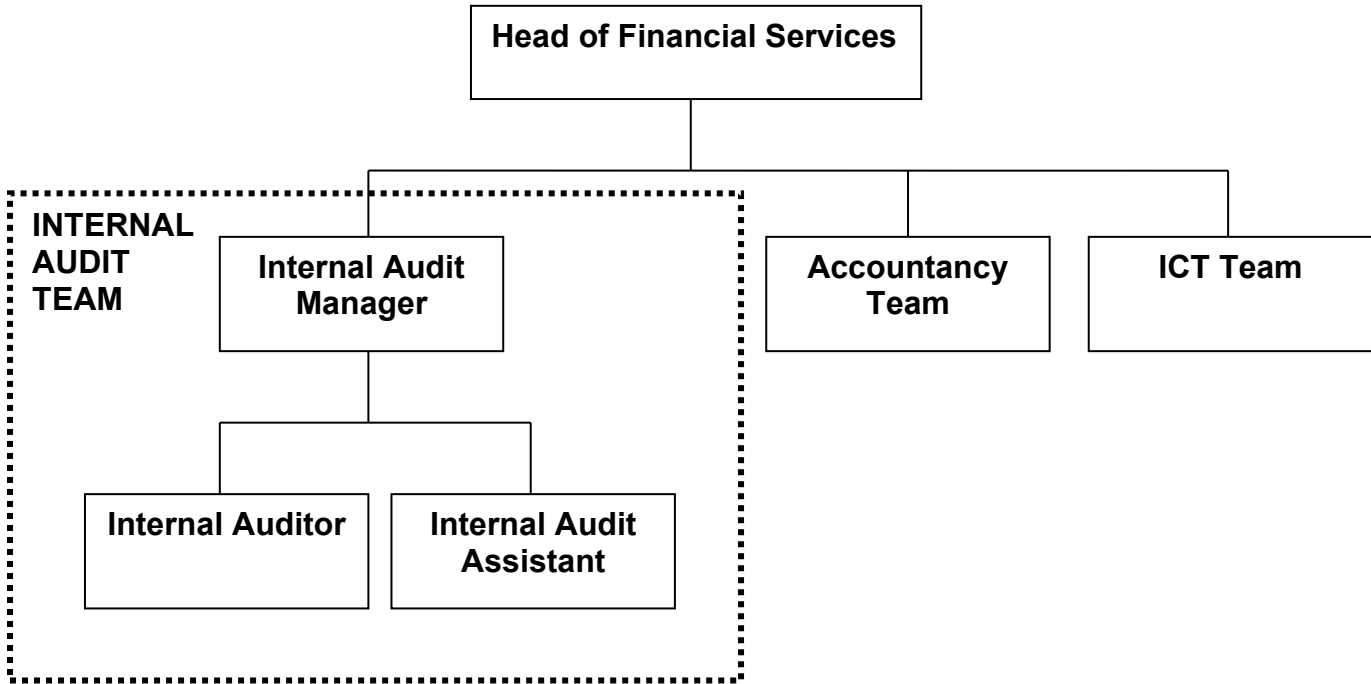 Head of Financial Services
INTERNAL
AUDIT
TEAM
Internal Audit
Manager
Accountancy
Team
ICT Team
Internal Auditor
Internal Audit
Assistant